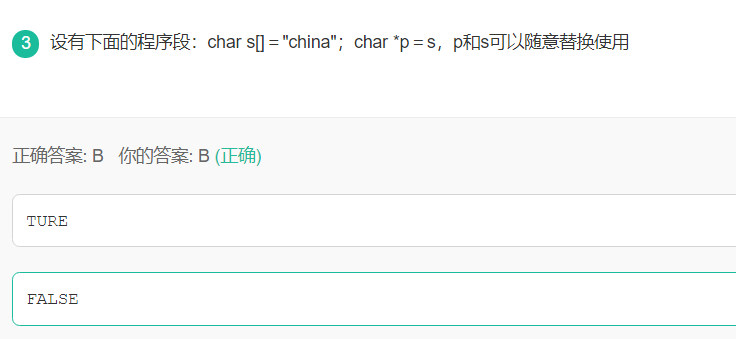 3 设有下面的程序段：char s[] = "china"；char *p = s，p和s可以随意替换使用
正确答案: B 你的答案: B (正确)
TURE
FALSE